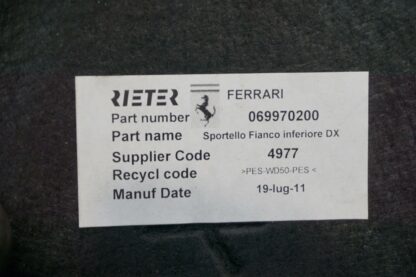 RIETER FERRARI
Part number 069970200
Part name Sportello Fianco inferiore DX
Supplier Code 4977
Recycl code >PES-WD50-PES <
Manuf Date 19-lug-11